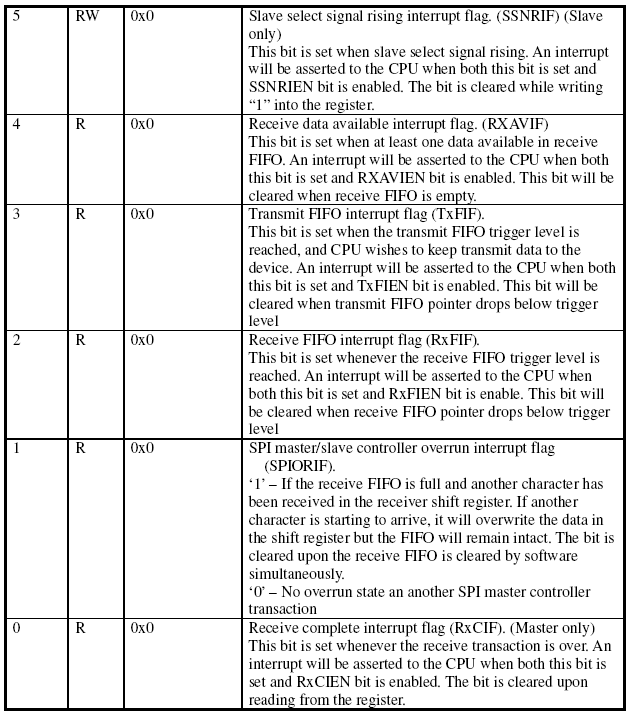 5 RW 0x0 Slave select signal rising interrupt flag. (SSNRIF) (Slave
only)
This bit is set when slave select signal rising. An interrupt
will be asserted to the CPU when both this bit is set and
SSNRIEN bit is enabled. The bit is cleared while writing
“1” into the register.
4 R 0x0 Receive data available interrupt flag. (RXAVIF)
This bit is set when at least one data available in receive
FIFO. An interrupt will be asserted to the CPU when both
this bit is set and RXAVIEN bit is enabled. This bit will be
cleared when receive FIFO is empty.
3 R 0x0 Transmit FIFO interrupt flag (TxFIF).
This bit is set when the transmit FIFO trigger level is
reached, and CPU wishes to keep transmit data to the
device. An interrupt will be asserted to the CPU when both
this bit is set and TxFIEN bit is enabled. This bit will be
cleared when transmit FIFO pointer drops below trigger
level
2 R 0x0 Receive FIFO interrupt flag (RxFIF).
This bit is set whenever the receive FIFO trigger level is
reached. An interrupt will be asserted to the CPU when
both this bit is set and RxFIEN bit is enable. This bit will
be cleared when receive FIFO pointer drops below trigger
level
1 R 0x0 SPI master/slave controller overrun interrupt flag
(SPIORIF).
‘1’ – If the receive FIFO is full and another character has
been received in the receiver shift register. If another
character is starting to arrive, it will overwrite the data in
the shift register but the FIFO will remain intact. The bit is
cleared upon the receive FIFO is cleared by software
simultaneously.
‘0’ – No overrun state an another SPI master controller
transaction
0 R 0x0 Receive complete interrupt flag (RxCIF). (Master only)
This bit is set whenever the receive transaction is over. An
interrupt will be asserted to the CPU when both this bit is
set and RxCIEN bit is enabled. The bit is cleared upon
reading from the register.